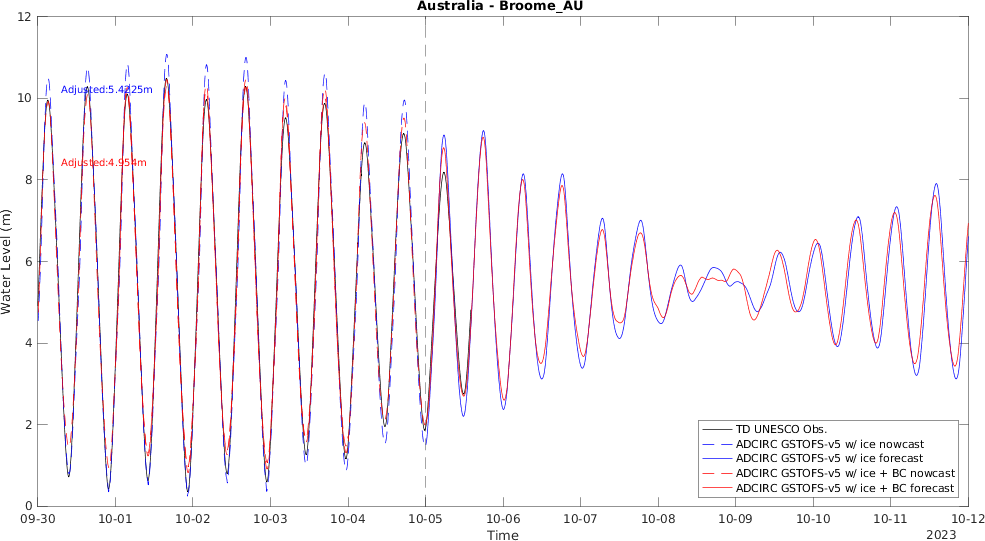 Australia - Broome_AU
12
10
8
6
4
2
0
Water Level (m)
Adjusted:5.4225m
Adjusted:4.954m
TD UNESCO Obs.
ADCIRC GSTOFS-v5 w/ ice nowcast
ADCIRC GSTOFS-v5 w/ ice forecast
ADCIRC GSTOFS-v5 w/ ice + BC nowcast
ADCIRC GSTOFS-v5 w/ ice + BC forecast
09-30 10-01 10-02 10-03 10-04 10-05 10-06 10-07 10-08 10-09 10-10 10-11 10-12
Time
2023